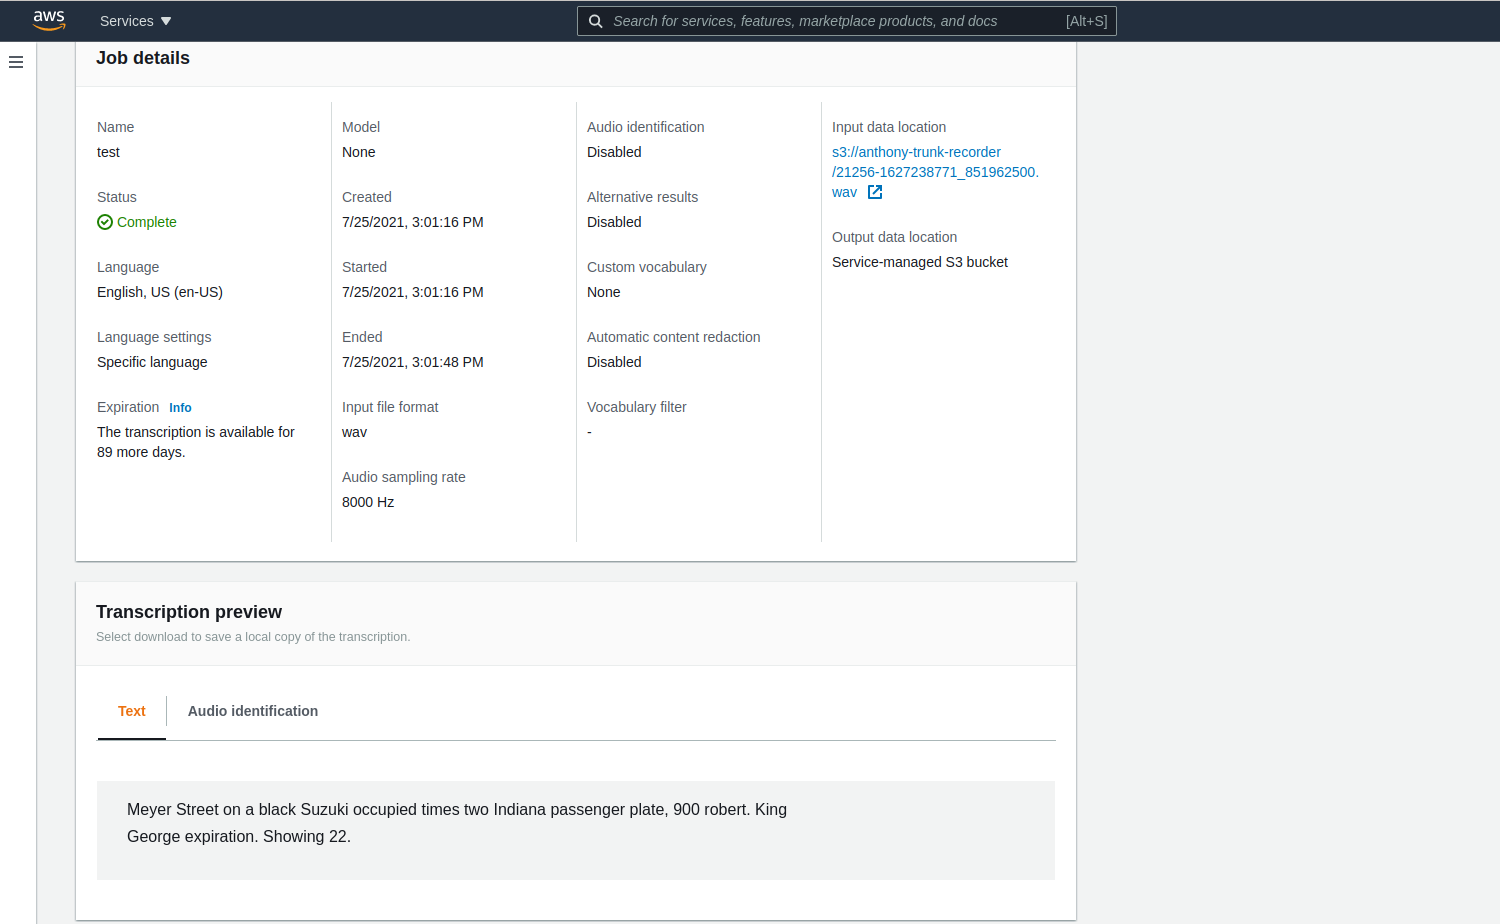 aws Services Search for services, features, marketplace products, and docs [Alt+S]
Job details
Name
test
Status
Complete
Language
English, US (en-US)
Language settings
Specific language
Expiration Info
The transcription is available for
89 more days.
Model
None
Created
7/25/2021, 3:01:16 PM
Started
7/25/2021, 3:01:16 PM
Ended
7/25/2021, 3:01:48 PM
Input file format
wav
Audio sampling rate
8000 Hz
Audio identification
Disabled
Alternative results
Disabled
Custom vocabulary
None
Automatic content redaction
Disabled
Vocabulary filter
-
Input data location
s3://anthony-trunk-recorder
/21256-1627238771_851962500.
wav
Output data location
Service-managed S3 bucket
Transcription preview
Select download to save a local copy of the transcription.
Text Audio identification
Meyer Street on a black Suzuki occupied times two Indiana passenger plate, 900 robert. King
George expiration. Showing 22.